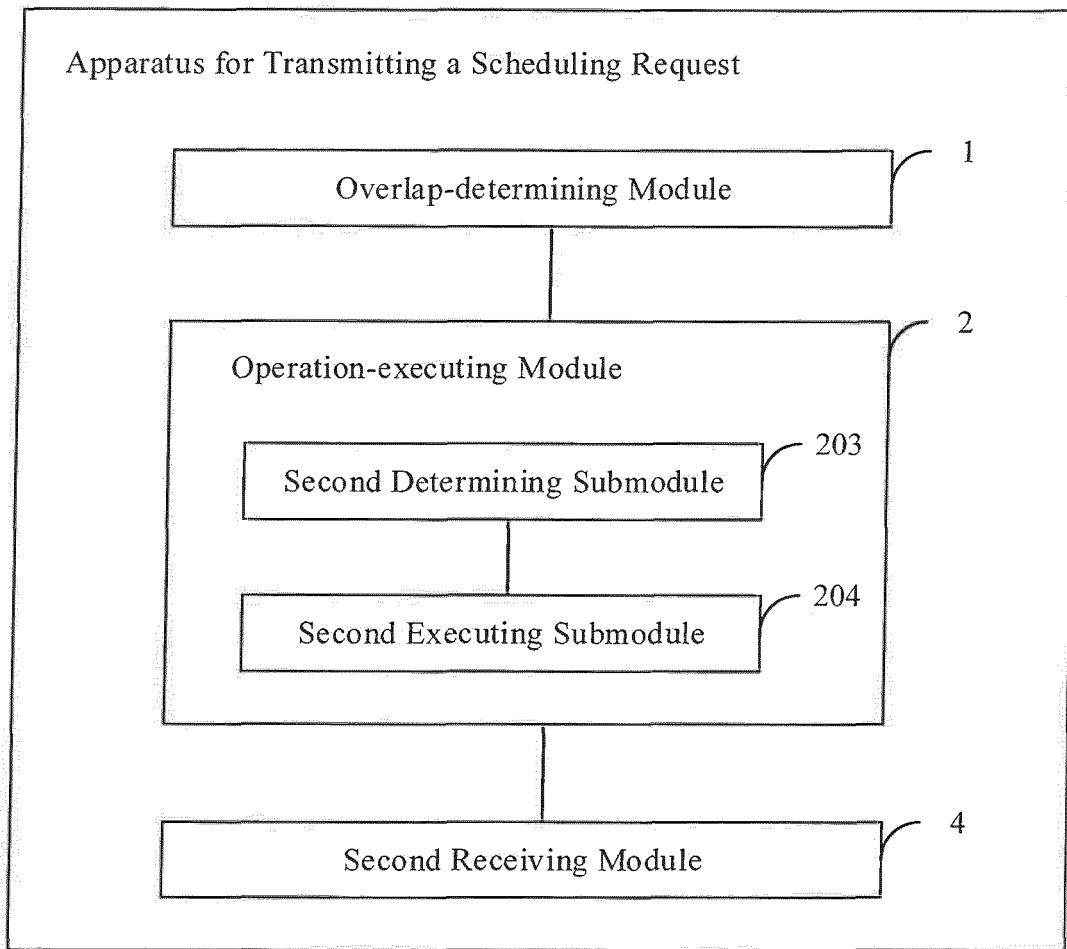 Apparatus for Transmitting a Scheduling Request
1
Overlap-determining Module
2
Operation-executing Module
203
Second Determining Submodule
204
Second Executing Submodule
4
Second Receiving Module